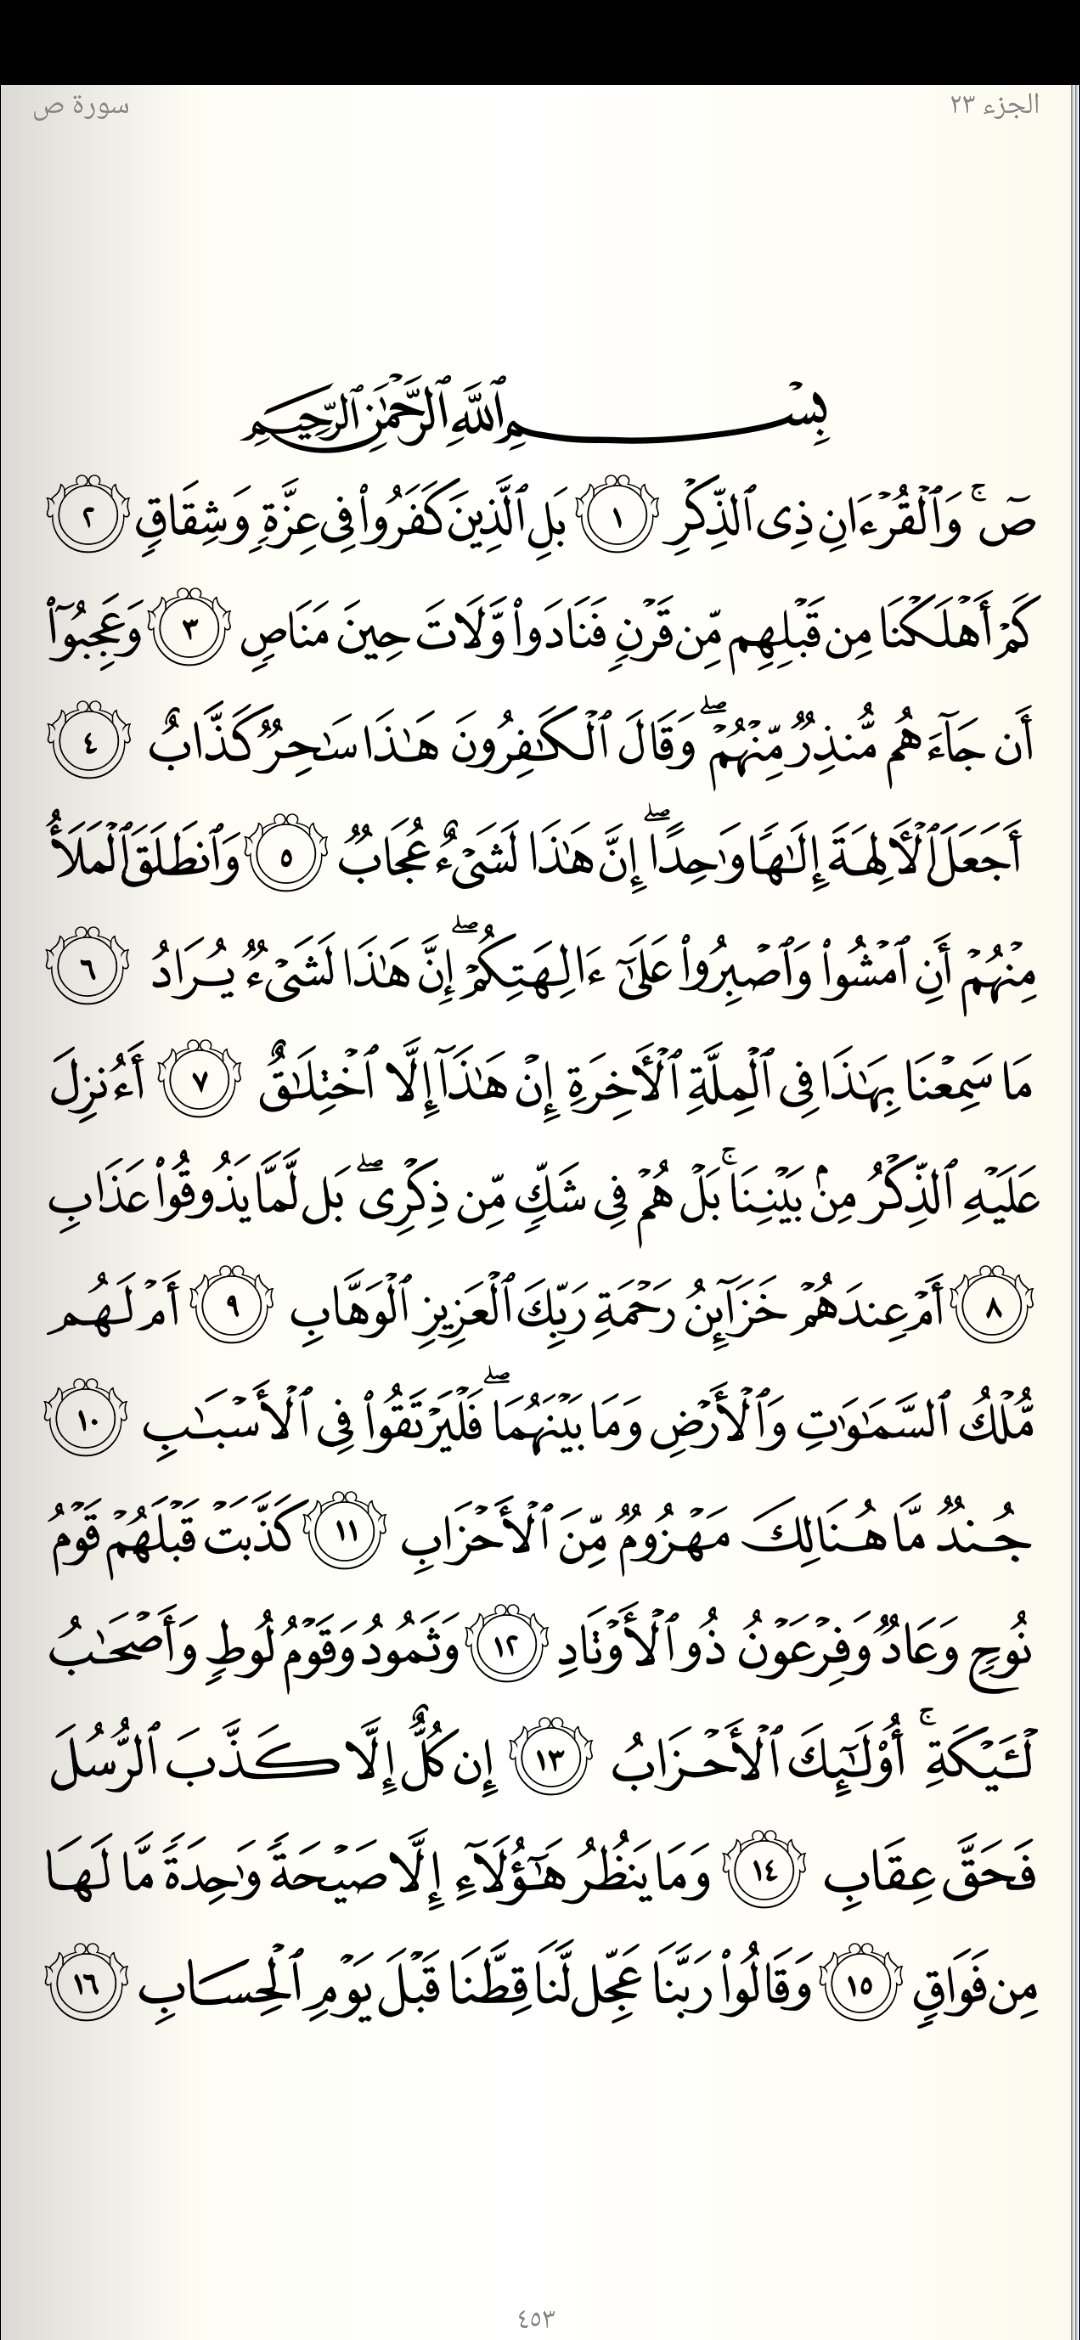 الجزء ٢٣
سورة ص
بِسْمِ ٱللَّهِ ٱلرَّحْمَٰنِ ٱلرَّحِيمِ
صٓ ۚ وَٱلْقُرْءَانِ ذِى ٱلذِّكْرِ ١ بَلِ ٱلَّذِينَ كَفَرُوا۟ فِى عِزَّةٍ وَشِقَاقٍ ٢
كَمْ أَهْلَكْنَا مِن قَبْلِهِم مِّن قَرْنٍ فَنَادَوا۟ وَّلَاتَ حِينَ مَنَاصٍ ٣ وَعَجِبُوٓا۟
أَن جَآءَهُم مُّنذِرٌ مِّنْهُمْ ۖ وَقَالَ ٱلْكَٰفِرُونَ هَٰذَا سَٰحِرٌ كَذَّابٌ ٤
أَجَعَلَ ٱلْأَلِهَةَ إِلَٰهًا وَٰحِدًا ۖ إِنَّ هَٰذَا لَشَىْءٌ عُجَابٌ ٥ وَٱنطَلَقَ ٱلْمَلَأُ
مِنْهُمْ أَنِ ٱمْشُوا۟ وَٱصْبِرُوا۟ عَلَىٰٓ ءَالِهَتِكُمْ ۖ إِنَّ هَٰذَا لَشَىْءٌ يُرَادُ ٦
مَا سَمِعْنَا بِهَٰذَا فِى ٱلْمِلَّةِ ٱلْأَخِرَةِ إِنْ هَٰذَآ إِلَّا ٱخْتِلَٰقٌ ٧ أَءُنزِلَ
عَلَيْهِ ٱلذِّكْرُ مِنۢ بَيْنِنَا ۚ بَلْ هُمْ فِى شَكٍّ مِّن ذِكْرِى ۖ بَل لَّمَّا يَذُوقُوا۟ عَذَابِ
٨ أَمْ عِندَهُمْ خَزَآئِنُ رَحْمَةِ رَبِّكَ ٱلْعَزِيزِ ٱلْوَهَّابِ ٩ أَمْ لَهُم
مُّلْكُ ٱلسَّمَٰوَٰتِ وَٱلْأَرْضِ وَمَا بَيْنَهُمَا ۖ فَلْيَرْتَقُوا۟ فِى ٱلْأَسْبَٰبِ ١٠
جُندٌ مَّا هُنَالِكَ مَهْزُومٌ مِّنَ ٱلْأَحْزَابِ ١١ كَذَّبَتْ قَبْلَهُمْ قَوْمُ
نُوحٍ وَعَادٌ وَفِرْعَوْنُ ذُو ٱلْأَوْتَادِ ١٢ وَثَمُودُ وَقَوْمُ لُوطٍ وَأَصْحَٰبُ
لْـَٔيْكَةِ ۚ أُو۟لَٰٓئِكَ ٱلْأَحْزَابُ ١٣ إِن كُلٌّ إِلَّا كَذَّبَ ٱلرُّسُلَ
فَحَقَّ عِقَابِ ١٤ وَمَا يَنظُرُ هَٰٓؤُلَآءِ إِلَّا صَيْحَةً وَٰحِدَةً مَّا لَهَا
مِن فَوَاقٍ ١٥ وَقَالُوا۟ رَبَّنَا عَجِّل لَّنَا قِطَّنَا قَبْلَ يَوْمِ ٱلْحِسَابِ ١٦
٤٥٣